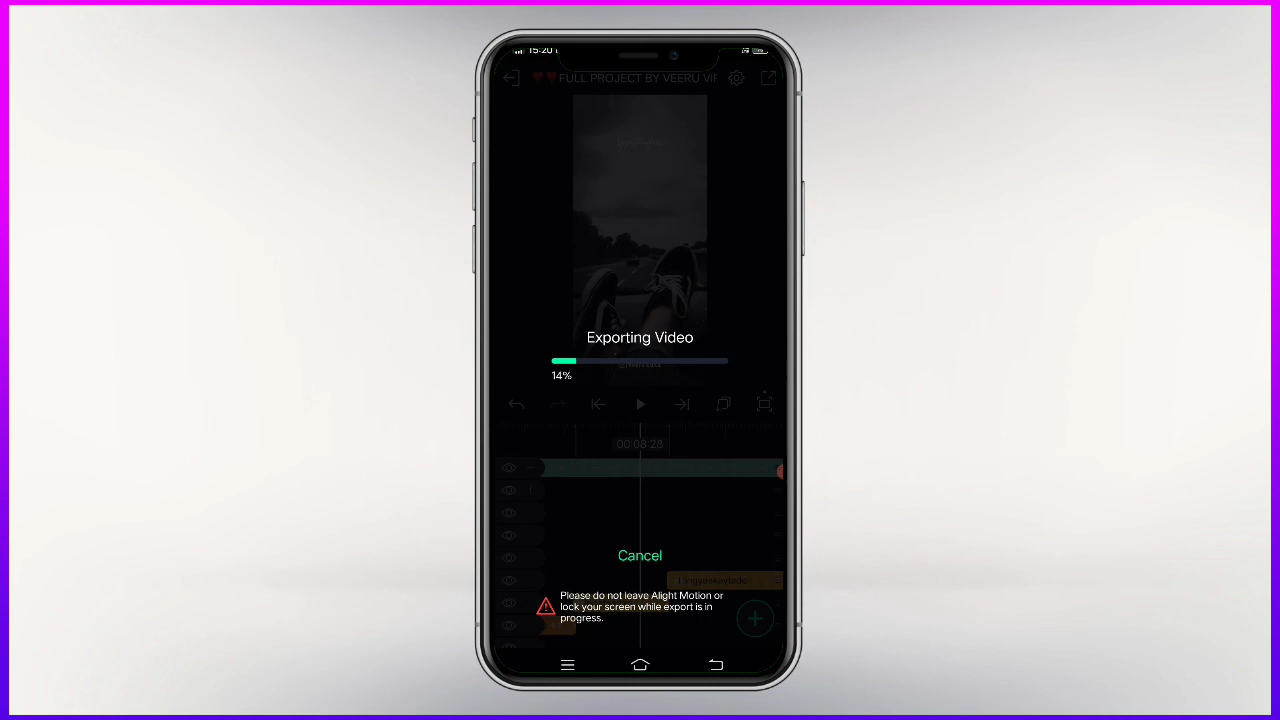 15:20
FULL PROJECT BY VEERU VIR
Exporting Video
14%
00:08:28
Cancel
Please do not leave Alight Motion or
lock your screen while export is in
progress.